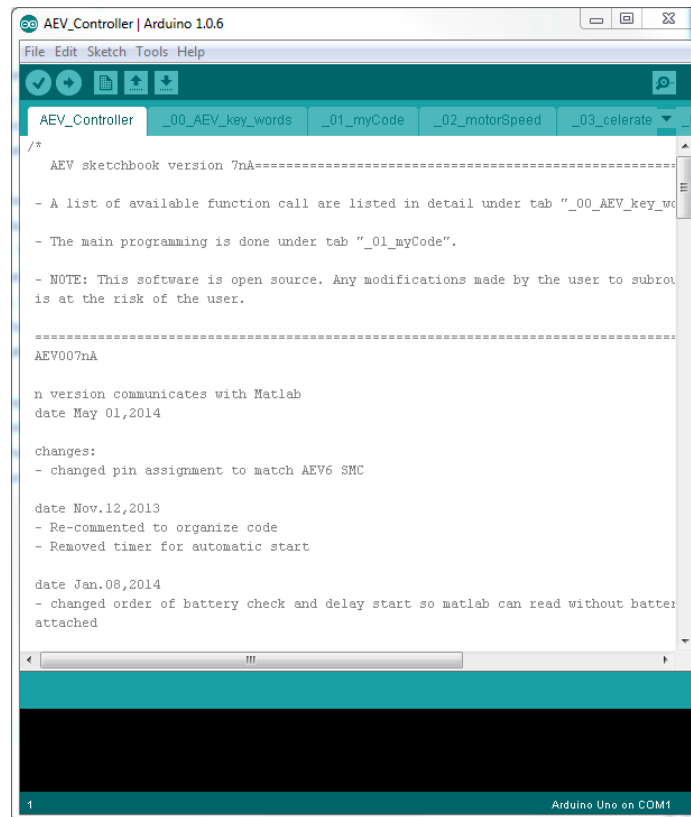 AEV_Controller | Arduino 1.0.6
File Edit Sketch Tools Help
AEV_Controller _00_AEV_key_words _01_myCode _02_motorSpeed _03_celerate
/*
AEV sketchbook version 7nA=====================================================
- A list of available function call are listed in detail under tab "_00_AEV_key_wo
- The main programming is done under tab "_01_myCode".
- NOTE: This software is open source. Any modifications made by the user to subrou
is at the risk of the user.
================================================================================
AEV007nA
n version communicates with Matlab
date May 01,2014
changes:
- changed pin assignment to match AEV6 SMC
date Nov.12,2013
- Re-commented to organize code
- Removed timer for automatic start
date Jan.08,2014
- changed order of battery check and delay start so matlab can read without batter
attached
1 Arduino Uno on COM1